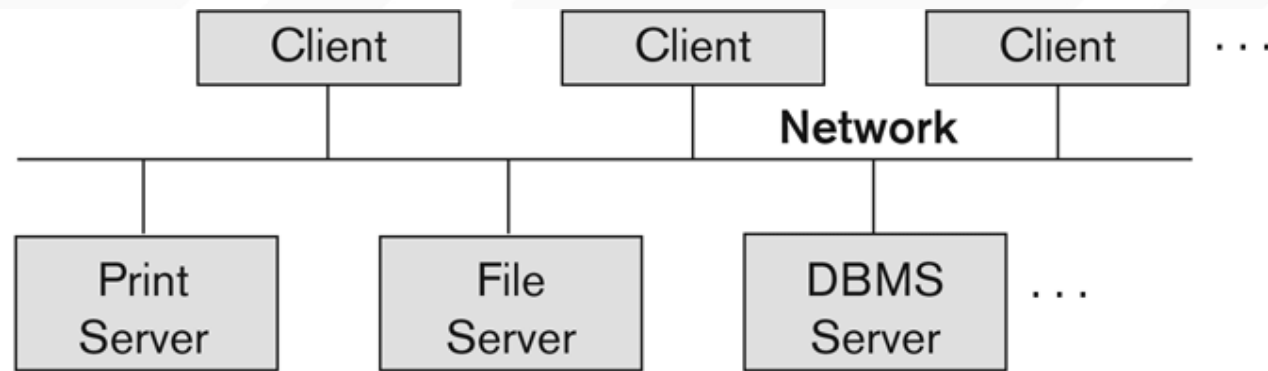 Client Client Client . . .
Network
Print Server
File Server
DBMS Server
. . .